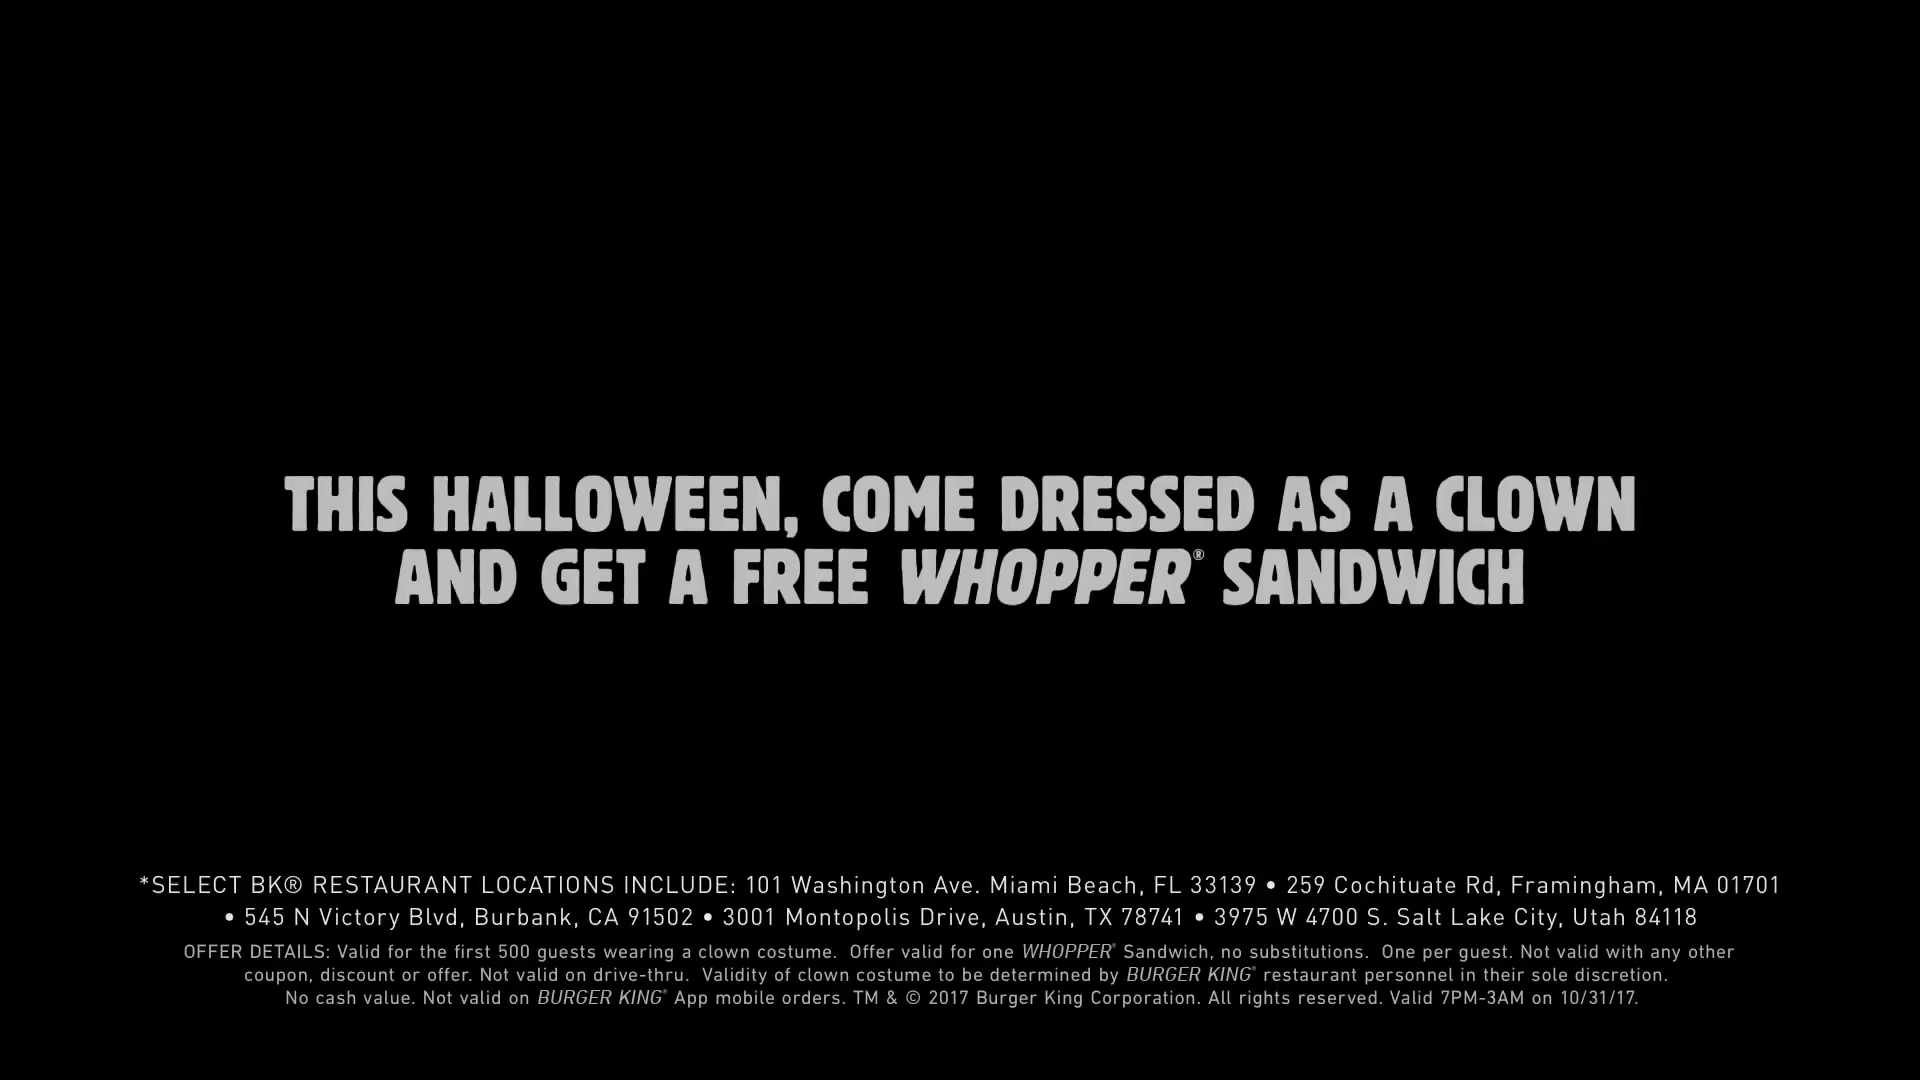 THIS HALLOWEEN, COME DRESSED AS A CLOWN
AND GET A FREE WHOPPER® SANDWICH
*SELECT BK® RESTAURANT LOCATIONS INCLUDE: 101 Washington Ave. Miami Beach, FL 33139 • 259 Cochituate Rd, Framingham, MA 01701
• 545 N Victory Blvd, Burbank, CA 91502 • 3001 Montopolis Drive, Austin, TX 78741 • 3975 W 4700 S. Salt Lake City, Utah 84118
OFFER DETAILS: Valid for the first 500 guests wearing a clown costume.  Offer valid for one WHOPPER® Sandwich, no substitutions.  One per guest. Not valid with any other
coupon, discount or offer. Not valid on drive-thru.  Validity of clown costume to be determined by BURGER KING® restaurant personnel in their sole discretion.
No cash value. Not valid on BURGER KING® App mobile orders. TM & © 2017 Burger King Corporation. All rights reserved. Valid 7PM-3AM on 10/31/17.